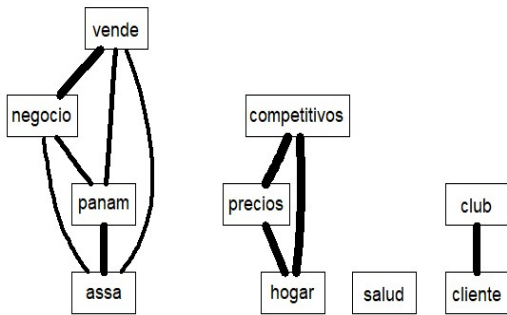 vende
negocio
competitivos
panam
precios
club
assa
hogar
salud
cliente